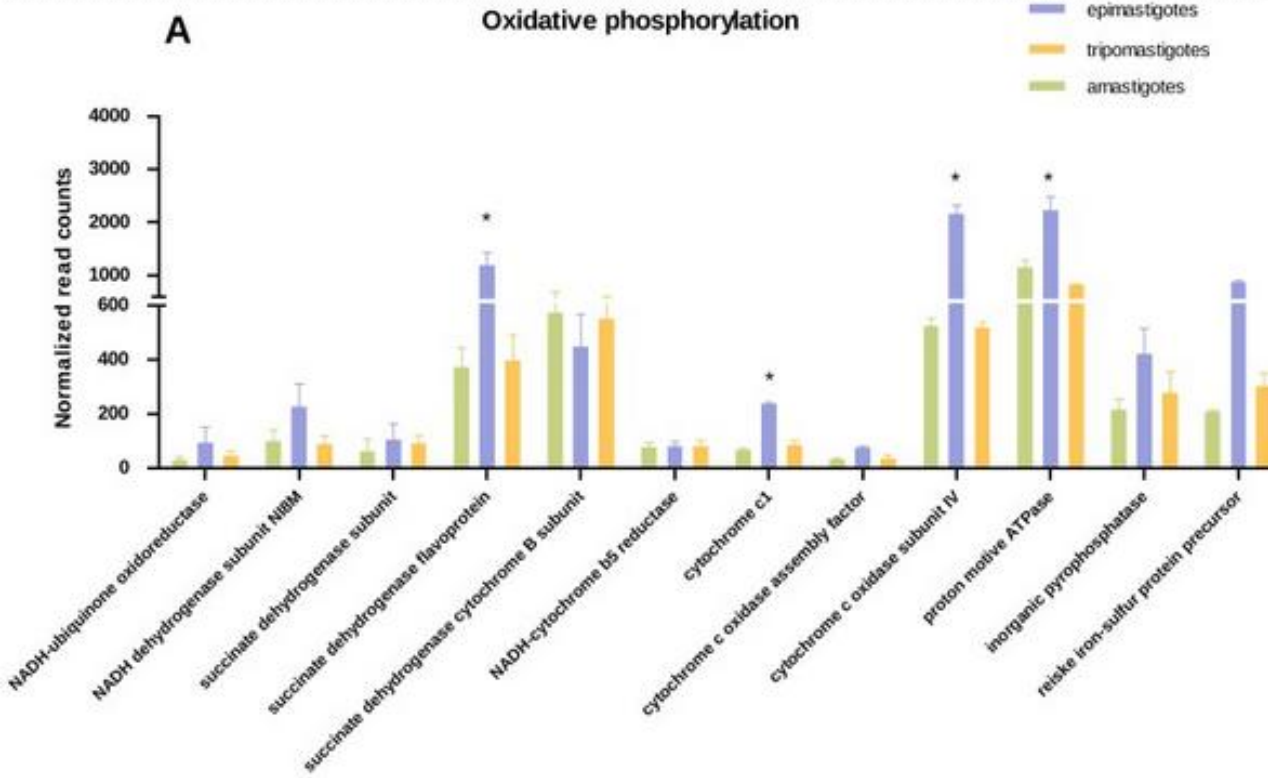 A
Oxidative phosphorylation
epimastigotes
tripomastigotes
amastigotes
Normalized read counts
4000
3000
2000
1000
600
400
200
0
*
*
*
*
NADH-ubiquinone oxidoreductase
NADH dehydrogenase subunit NI8M
succinate dehydrogenase subunit
succinate dehydrogenase flavoprotein
succinate dehydrogenase cytochrome B subunit
NADH-cytochrome b5 reductase
cytochrome c1
cytochrome c oxidase assembly factor
cytochrome c oxidase subunit IV
proton motive ATPase
inorganic pyrophosphatase
reiske iron-sulfur protein precursor